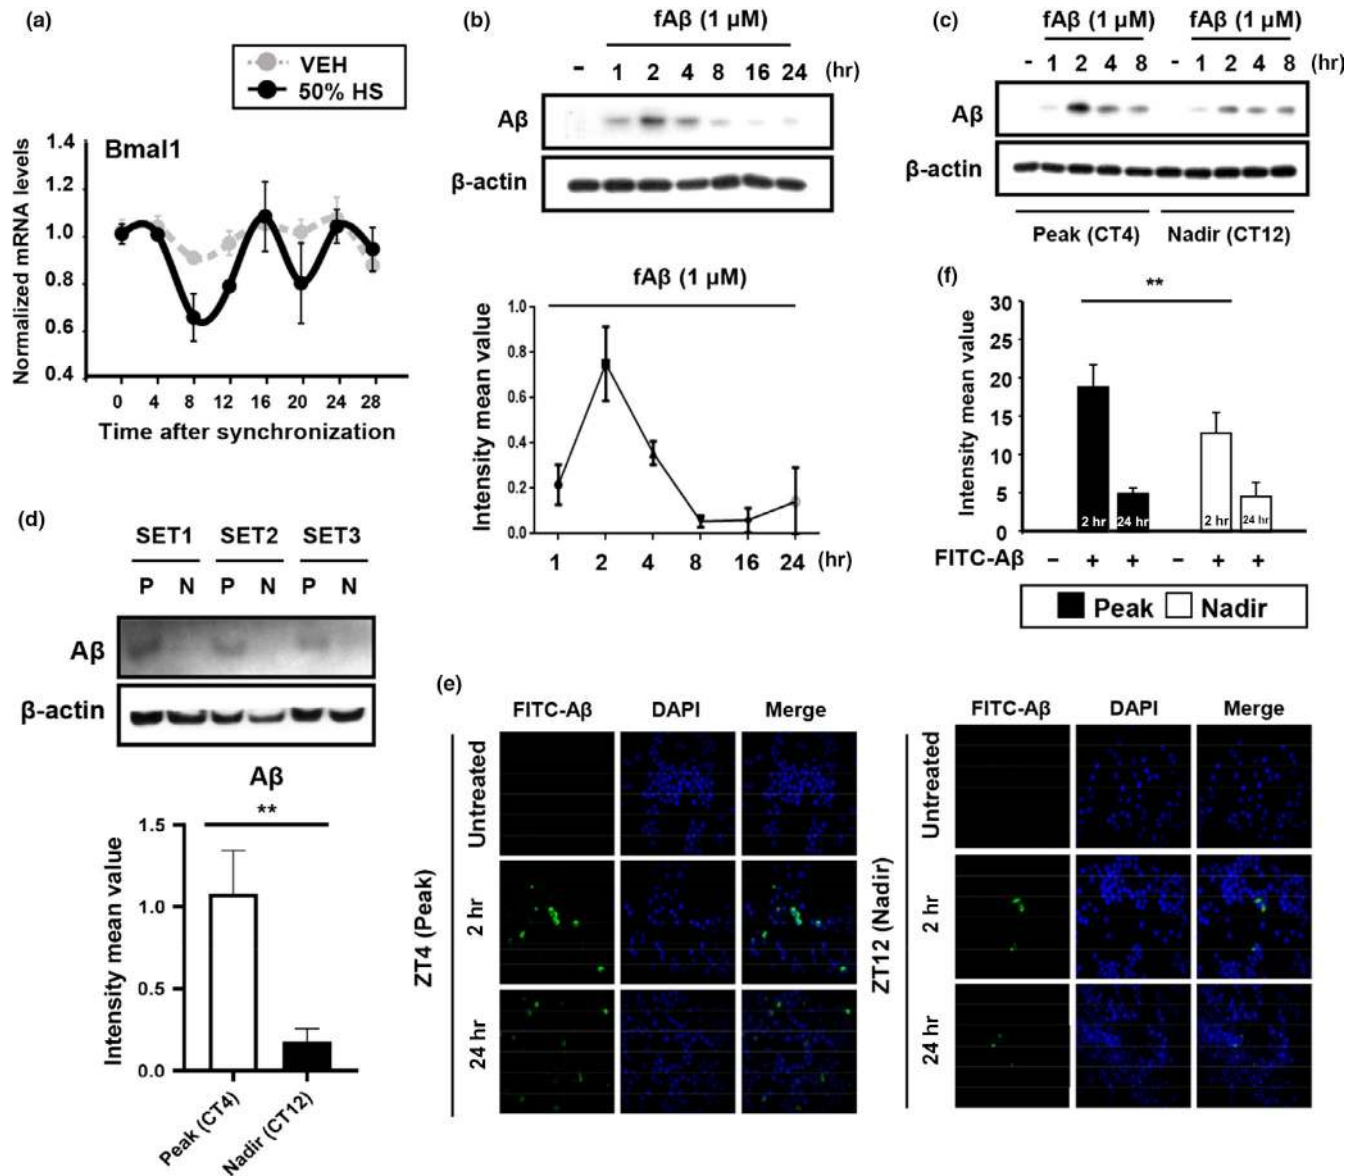 (a)
VEH
50% HS
Bmal1
Normalized mRNA levels
1.4
1.2
1.0
0.8
0.6
0.4
0 4 8 12 16 20 24 28
Time after synchronization
(b)
fAβ (1 μM)
- 1 2 4 8 16 24 (hr)
Aβ
β-actin
fAβ (1 μM)
Intensity mean value
1.0
0.8
0.6
0.4
0.2
0.0
1 2 4 8 16 24 (hr)
(c)
fAβ (1 μM) fAβ (1 μM)
- 1 2 4 8 - 1 2 4 8 (hr)
Aβ
β-actin
Peak (CT4) Nadir (CT12)
(f)
**
Intensity mean value
30
25
20
15
10
5
0
2 hr 24 hr 2 hr 24 hr
FITC-Aβ - + + - + +
Peak Nadir
(d)
SET1 SET2 SET3
P N P N P N
Aβ
β-actin
Aβ
**
Intensity mean value
1.5
1.0
0.5
0.0
Peak (CT4) Nadir (CT12)
(e)
FITC-Aβ DAPI Merge
ZT4 (Peak)
Untreated
2 hr
24 hr
FITC-Aβ DAPI Merge
ZT12 (Nadir)
Untreated
2 hr
24 hr